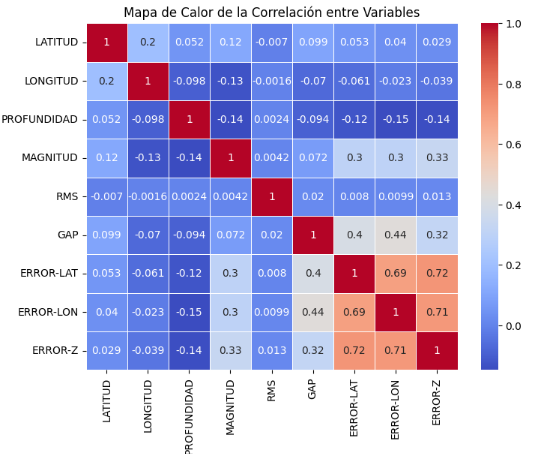 Mapa de Calor de la Correlación entre Variables
LATITUD 1 0.2 0.052 0.12 -0.007 0.099 0.053 0.04 0.029
LONGITUD 0.2 1 -0.098 -0.13 -0.0016 -0.07 -0.061 -0.023 -0.039
PROFUNDIDAD 0.052 -0.098 1 -0.14 0.0024 -0.094 -0.12 -0.15 -0.14
MAGNITUD 0.12 -0.13 -0.14 1 0.0042 0.072 0.3 0.3 0.33
RMS -0.007 -0.0016 0.0024 0.0042 1 0.02 0.008 0.0099 0.013
GAP 0.099 -0.07 -0.094 0.072 0.02 1 0.4 0.44 0.32
ERROR-LAT 0.053 -0.061 -0.12 0.3 0.008 0.4 1 0.69 0.72
ERROR-LON 0.04 -0.023 -0.15 0.3 0.0099 0.44 0.69 1 0.71
ERROR-Z 0.029 -0.039 -0.14 0.33 0.013 0.32 0.72 0.71 1
LATITUD LONGITUD PROFUNDIDAD MAGNITUD RMS GAP ERROR-LAT ERROR-LON ERROR-Z
1.0
0.8
0.6
0.4
0.2
0.0